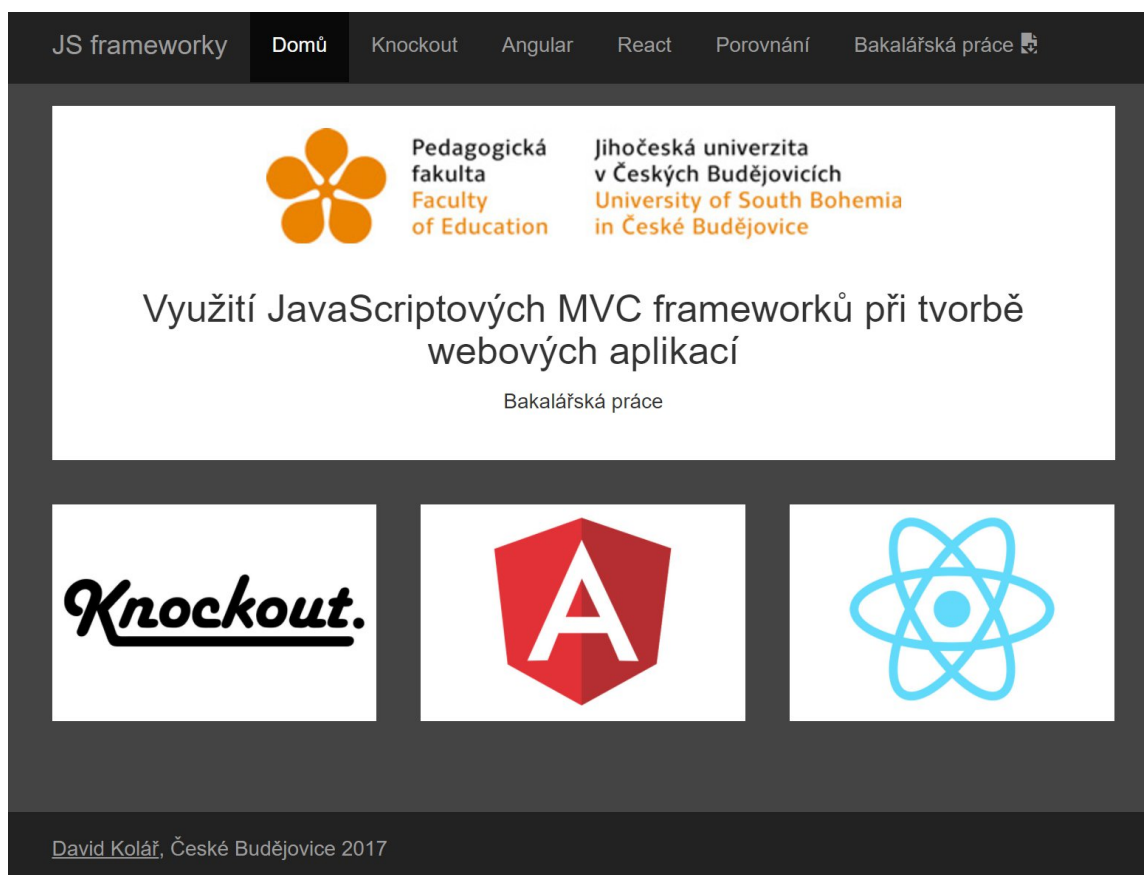 JS frameworky Domů Knockout Angular React Porovnání Bakalářská práce
Pedagogická
fakulta
Faculty
of Education
Jihočeská univerzita
v Českých Budějovicích
University of South Bohemia
in České Budějovice
Využití JavaScriptových MVC frameworků při tvorbě
webových aplikací
Bakalářská práce
Knockout.
A
David Kolář, České Budějovice 2017